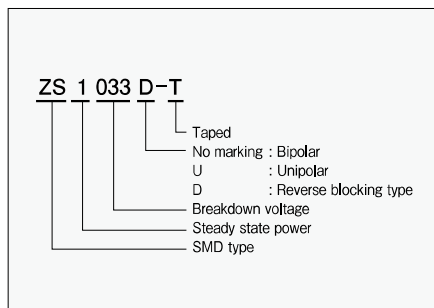 ZS 1 033 D-T
Taped
No marking : Bipolar
U : Unipolar
D : Reverse blocking type
Breakdown voltage
Steady state power
SMD type